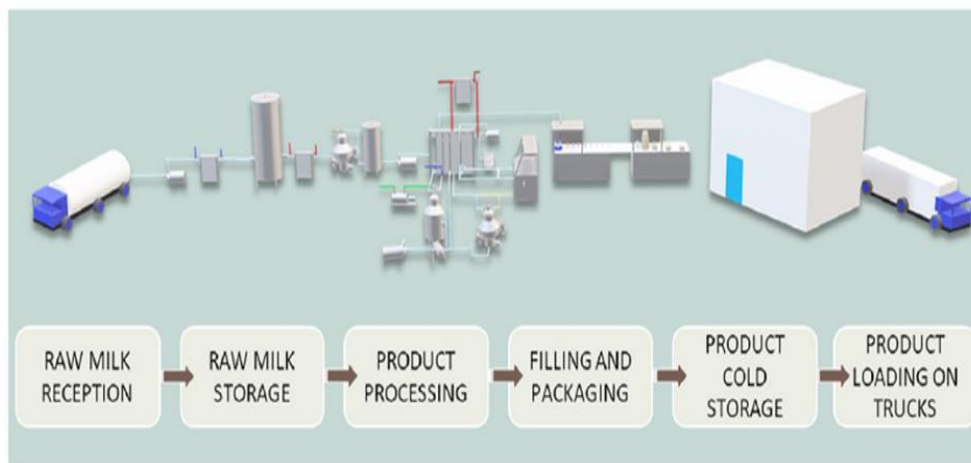 RAW MILK
RECEPTION
RAW MILK
STORAGE
PRODUCT
PROCESSING
FILLING AND
PACKAGING
PRODUCT
COLD
STORAGE
PRODUCT
LOADING ON
TRUCKS